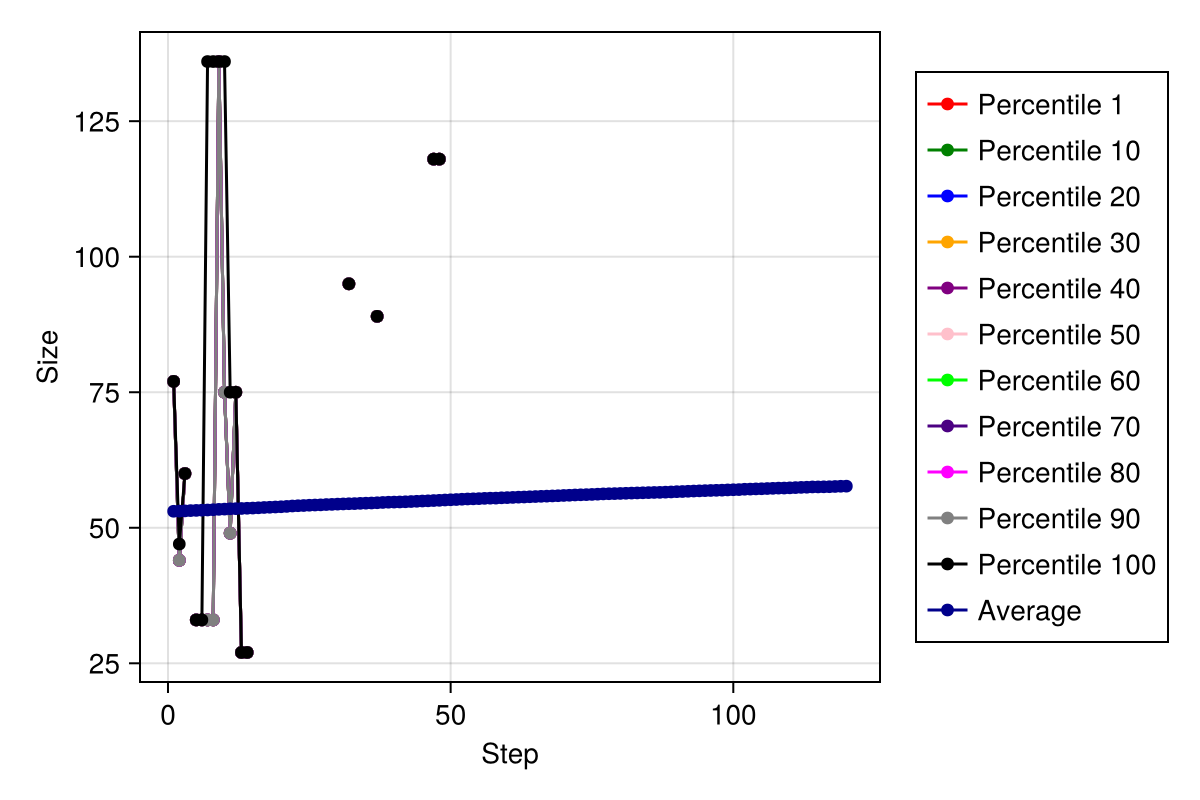 125
100
75
50
25
Size
0 50 100
Step
Percentile 1
Percentile 10
Percentile 20
Percentile 30
Percentile 40
Percentile 50
Percentile 60
Percentile 70
Percentile 80
Percentile 90
Percentile 100
Average